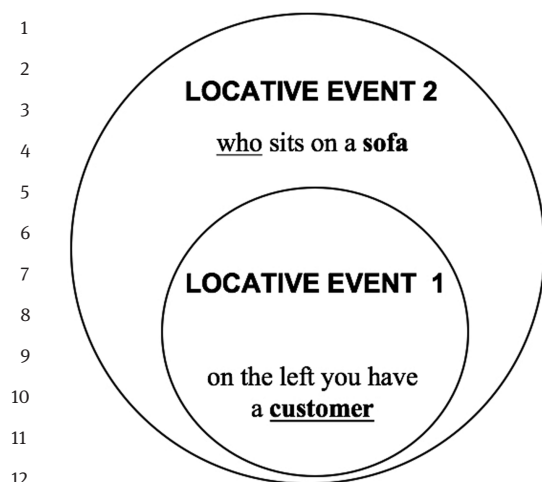 1
2
LOCATIVE EVENT 2
3
who sits on a sofa
4
5
6
7
LOCATIVE EVENT 1
8
9
on the left you have
10
a customer
11
12